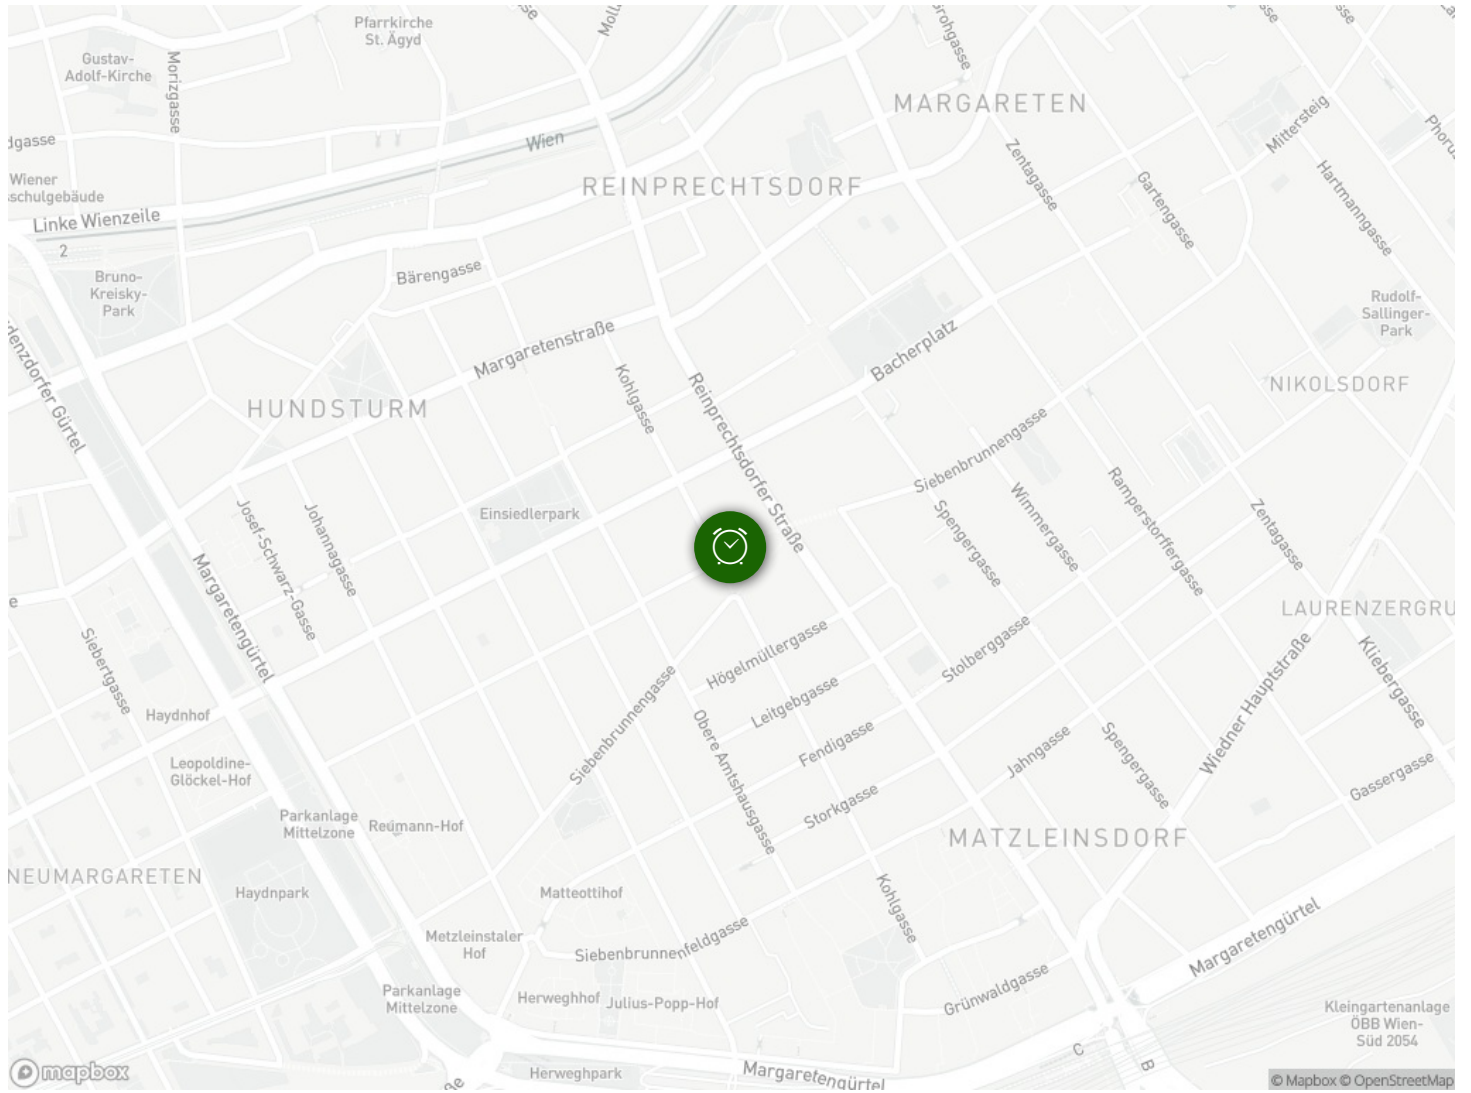 Pfarrkirche
St. Ägyd
Gustav-
Adolf-Kirche
Morizgasse
Wien
MARGARETEN
Mittersteig
REINPRECHTSDORF
Zentagasse
Gartengasse
Hartmanngasse
Wiener
Linke Wienzeile
2
Bruno-
Kreisky-
Park
Bärengasse
Rudolf-
Sallinger-
Park
Margaretenstraße
Bacherplatz
NIKOLSDORF
HUNDSTURM
Kohlgasse
Reinprechtsdorfer Straße
Siebenbrunnengasse
Einsiedlerpark
Josef-Schwarz-Gasse
Johannagasse
Spengergasse
Wimmergasse
Ramperstorffergasse
Zentagasse
Margaretengürtel
LAURENZERGRU
Siebertgasse
Högelmüllergasse
Stolberggasse
Kliebergasse
Haydnhof
Siebenbrunnengasse
Leitgebgasse
Wiedner Hauptstraße
Obere Amtshausgasse
Fendigasse
Jahngasse
Spengergasse
Leopoldine-
Glöckel-Hof
Gassergasse
Parkanlage
Mittelzone
Reumann-Hof
Storkgasse
MATZLEINSDORF
NEUMARGARETEN
Haydnpark
Matteottihof
Kohlgasse
Metzleinstaler
Hof
Siebenbrunnenfeldgasse
Margaretengürtel
Parkanlage
Mittelzone
Herweghhof
Julius-Popp-Hof
Grünwaldgasse
Kleingartenanlage
ÖBB Wien-
Süd 2054
C
B
Herweghpark
Margaretengürtel
mapbox
© Mapbox © OpenStreetMap